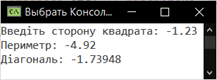 Выбрать Консол...
Введіть сторону квадрата: -1.23
Периметр: -4.92
Діагональ: -1.73948